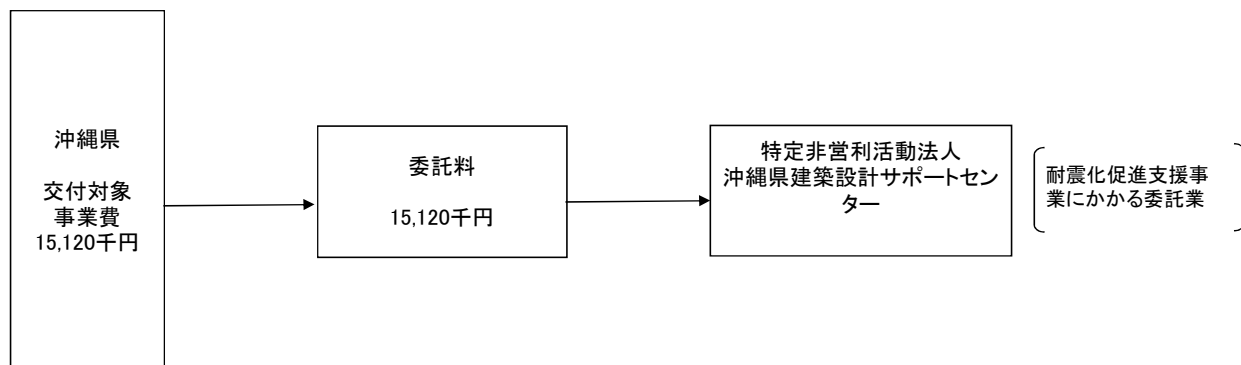 沖縄県
交付対象
事業費
15,120千円
委託料
15,120千円
特定非営利活動法人
沖縄県建築設計サポートセン
ター
耐震化促進支援事
業にかかる委託業